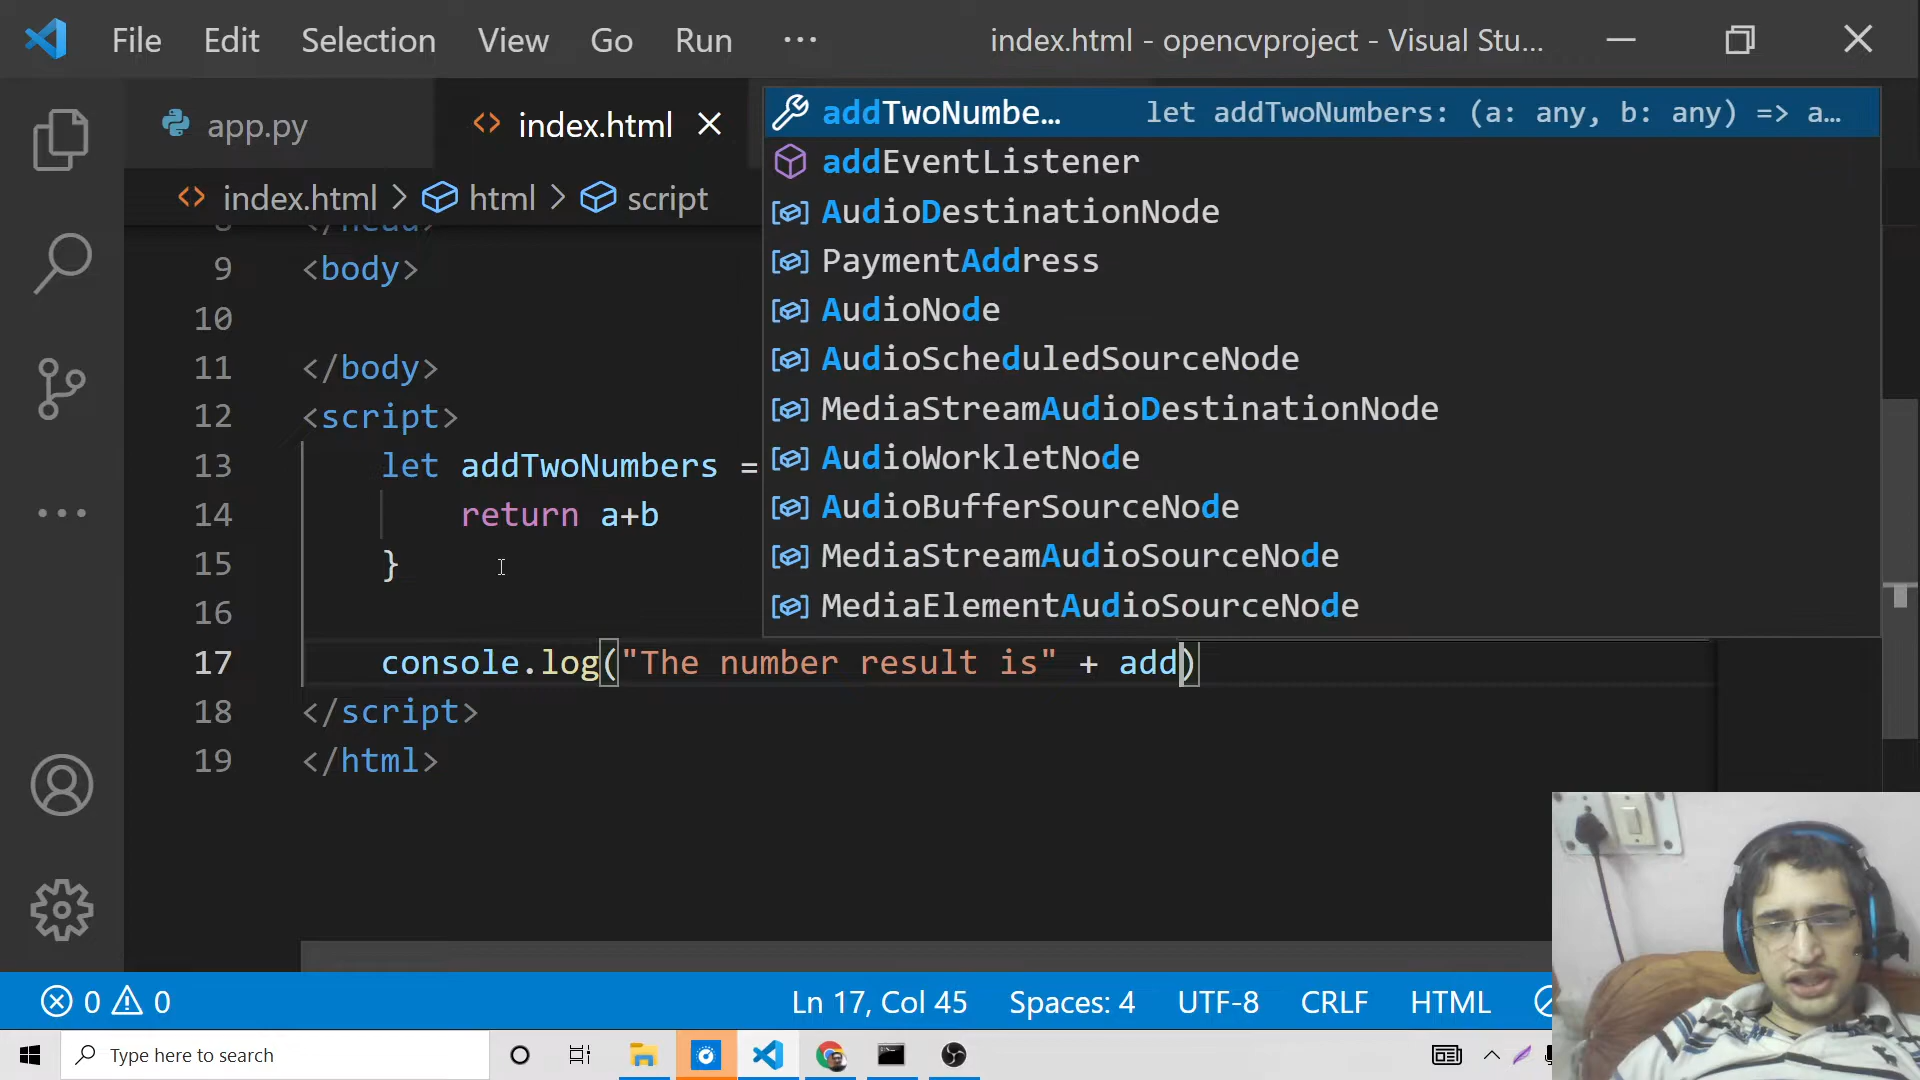 File Edit Selection View Go Run ··· index.html - opencvproject - Visual Stu...
app.py index.html
index.html > html > script
addTwoNumbe... let addTwoNumbers: (a: any, b: any) => a...
addEventListener
AudioDestinationNode
PaymentAddress
AudioNode
AudioScheduledSourceNode
MediaStreamAudioDestinationNode
AudioWorkletNode
AudioBufferSourceNode
MediaStreamAudioSourceNode
MediaElementAudioSourceNode
8 </head>
9 <body>
10
11 </body>
12 <script>
13 let addTwoNumbers =
14 return a+b
15 }
16
17 console.log("The number result is" + add)
18 </script>
19 </html>
0 0 Ln 17, Col 45 Spaces: 4 UTF-8 CRLF HTML
Type here to search